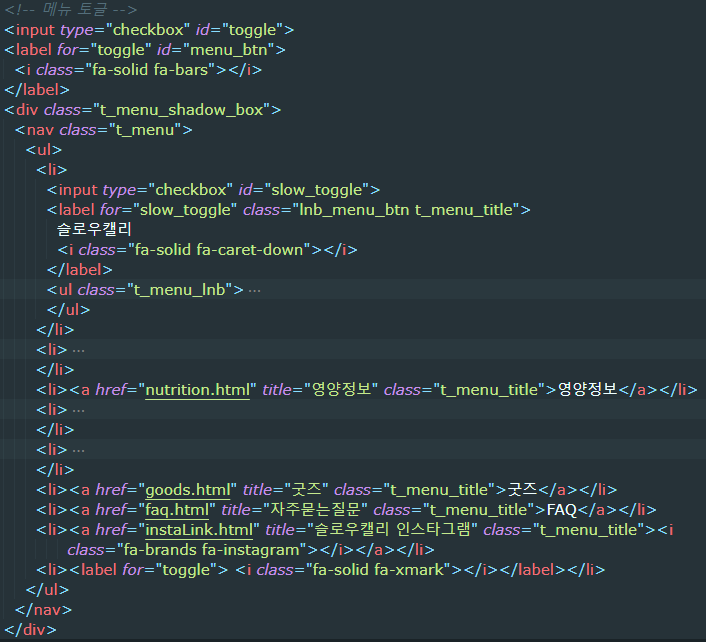 <!-- 메뉴 토글 -->
<input type="checkbox" id="toggle">
<label for="toggle" id="menu_btn">
<i class="fa-solid fa-bars"></i>
</label>
<div class="t_menu_shadow_box">
<nav class="t_menu">
<ul>
<li>
<input type="checkbox" id="slow_toggle">
<label for="slow_toggle" class="lnb_menu_btn t_menu_title">
슬로우캘리
<i class="fa-solid fa-caret-down"></i>
</label>
<ul class="t_menu_lnb"> ···
</ul>
</li>
<li> ···
</li>
<li><a href="nutrition.html" title="영양정보" class="t_menu_title">영양정보</a></li>
<li> ···
</li>
<li> ···
</li>
<li><a href="goods.html" title="굿즈" class="t_menu_title">굿즈</a></li>
<li><a href="faq.html" title="자주묻는질문" class="t_menu_title">FAQ</a></li>
<li><a href="instaLink.html" title="슬로우캘리 인스타그램" class="t_menu_title"><i
class="fa-brands fa-instagram"></i></a></li>
<li><label for="toggle"> <i class="fa-solid fa-xmark"></i></label></li>
</ul>
</nav>
</div>